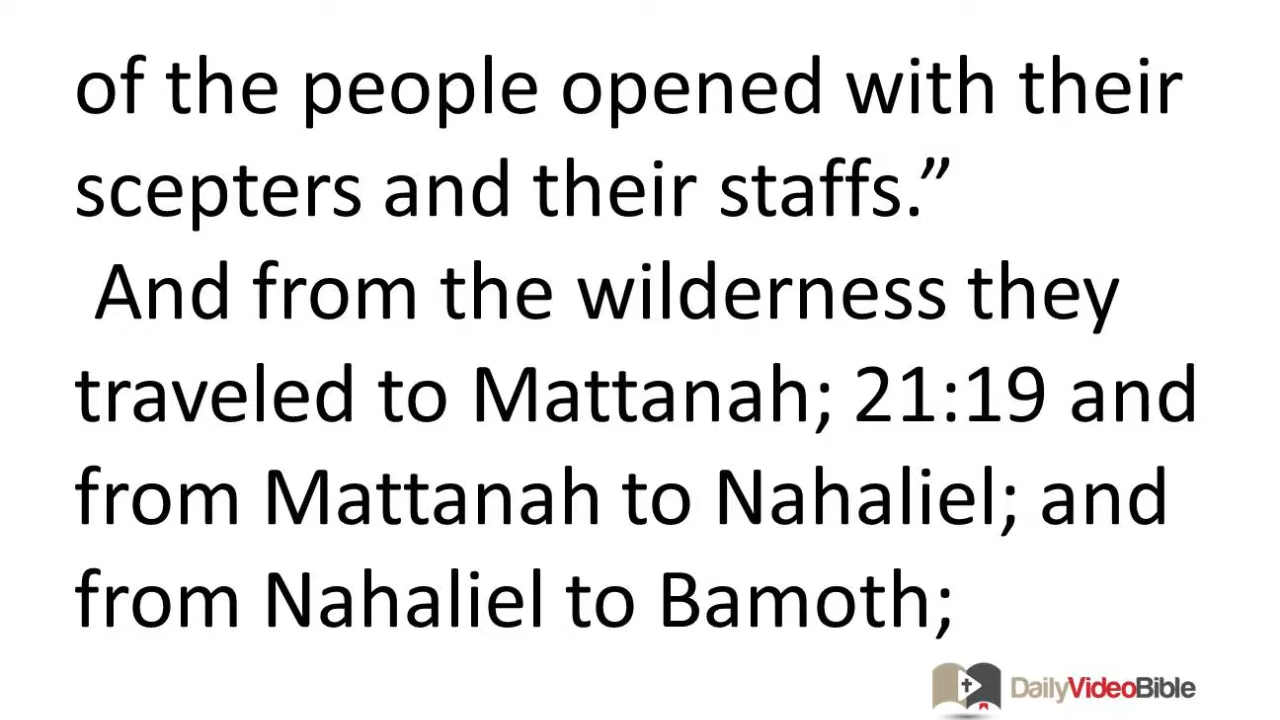 of the people opened with their
scepters and their staffs.”
And from the wilderness they
traveled to Mattanah; 21:19 and
from Mattanah to Nahaliel; and
from Nahaliel to Bamoth;
DailyVideoBible